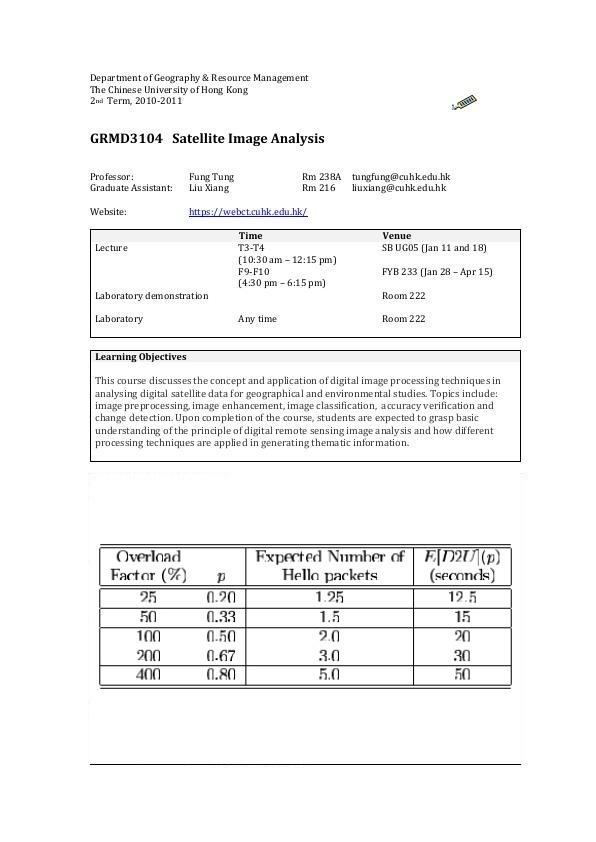 Department of Geography & Resource Management
The Chinese University of Hong Kong
2nd Term, 2010-2011
GRMD3104 Satellite Image Analysis
Professor: Fung Tung Rm 238A tungfung@cuhk.edu.hk
Graduate Assistant: Liu Xiang Rm 216 liuxiang@cuhk.edu.hk
Website: https://webct.cuhk.edu.hk/
Time Venue
Lecture T3-T4 SB UG05 (Jan 11 and 18)
(10:30 am – 12:15 pm)
F9-F10 FYB 233 (Jan 28 – Apr 15)
(4:30 pm – 6:15 pm)
Laboratory demonstration Room 222
Laboratory Any time Room 222
Learning Objectives
This course discusses the concept and application of digital image processing techniques in
analysing digital satellite data for geographical and environmental studies. Topics include:
image preprocessing, image enhancement, image classification, accuracy verification and
change detection. Upon completion of the course, students are expected to grasp basic
understanding of the principle of digital remote sensing image analysis and how different
processing techniques are applied in generating thematic information.
Overload Expected Number of E[D2U](p)
Factor (%) p Hello packets (seconds)
25 0.20 1.25 12.5
50 0.33 1.5 15
100 0.50 2.0 20
200 0.67 3.0 30
400 0.80 5.0 50